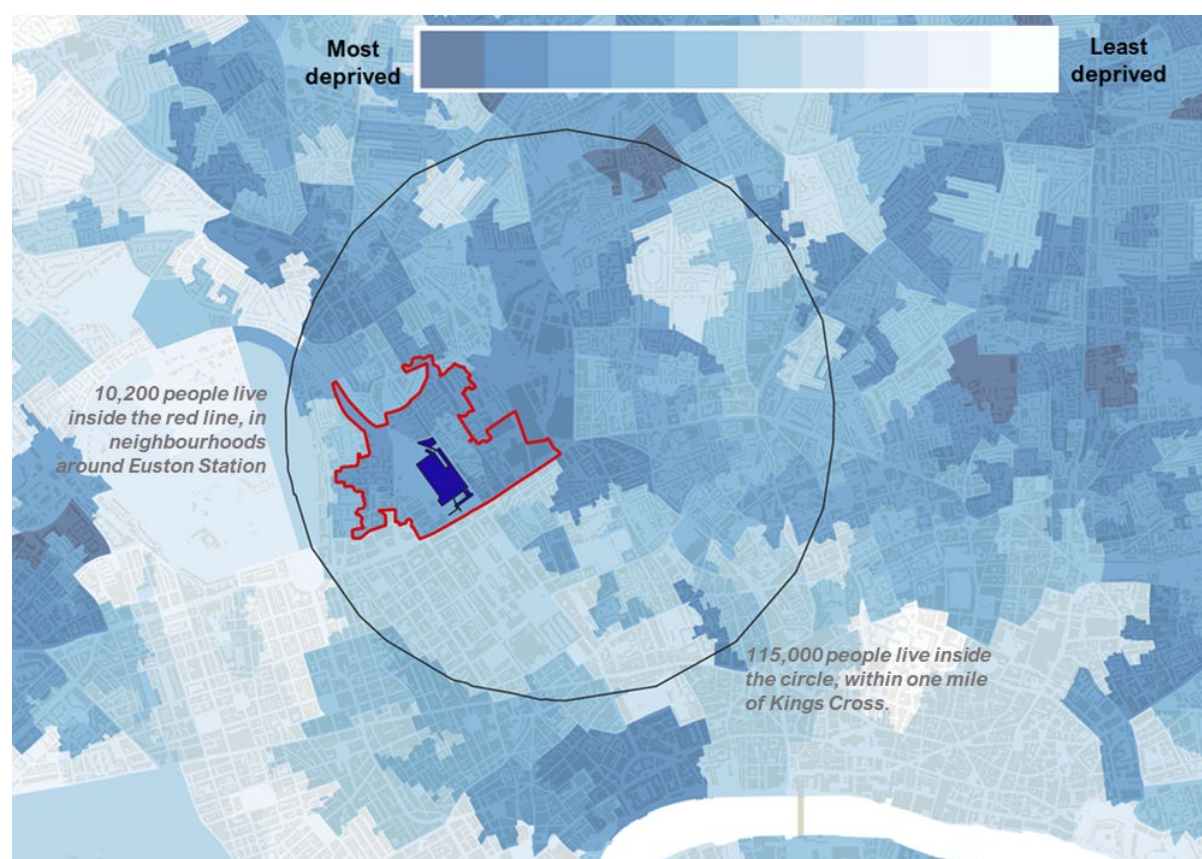 Most
deprived
Least
deprived
10,200 people live
inside the red line, in
neighbourhoods
around Euston Station
115,000 people live inside
the circle, within one mile
of Kings Cross.